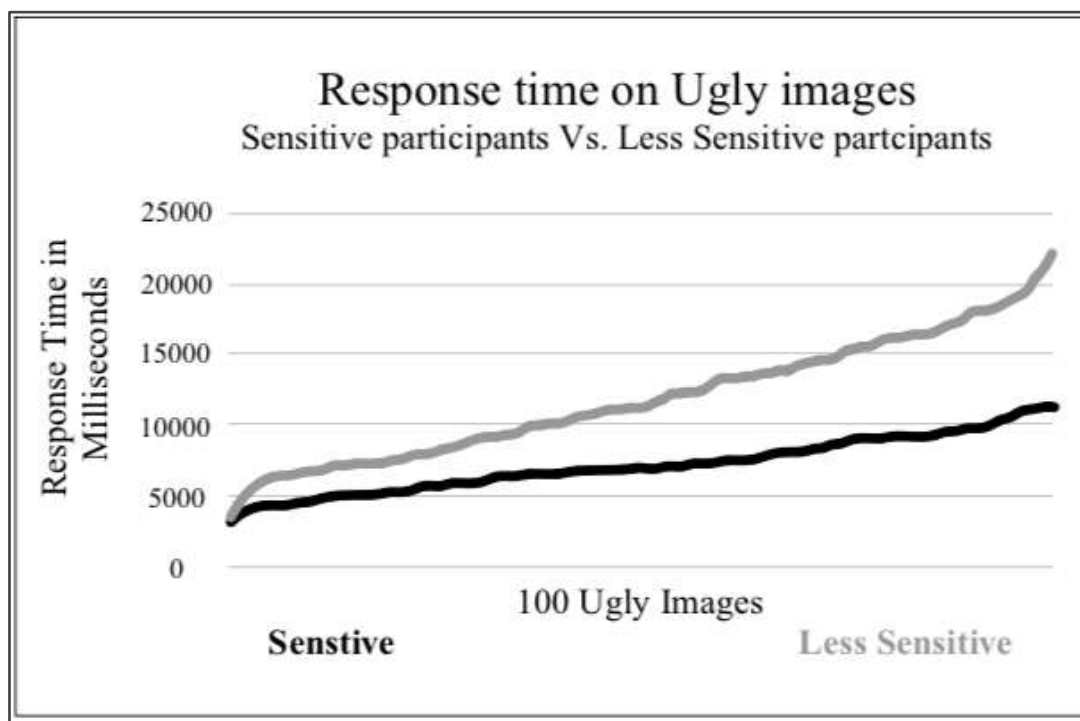 Response time on Ugly images
Sensitive participants Vs. Less Sensitive partcipants
Response Time in
Milliseconds
25000
20000
15000
10000
5000
0
100 Ugly Images
Senstive
Less Sensitive